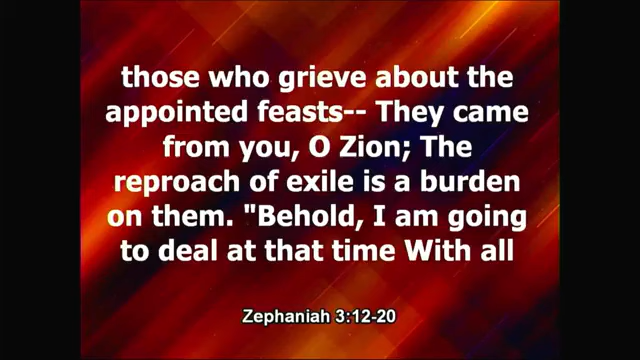 those who grieve about the
appointed feasts-- They came
from you, O Zion; The
reproach of exile is a burden
on them. "Behold, I am going
to deal at that time With all
Zephaniah 3:12-20